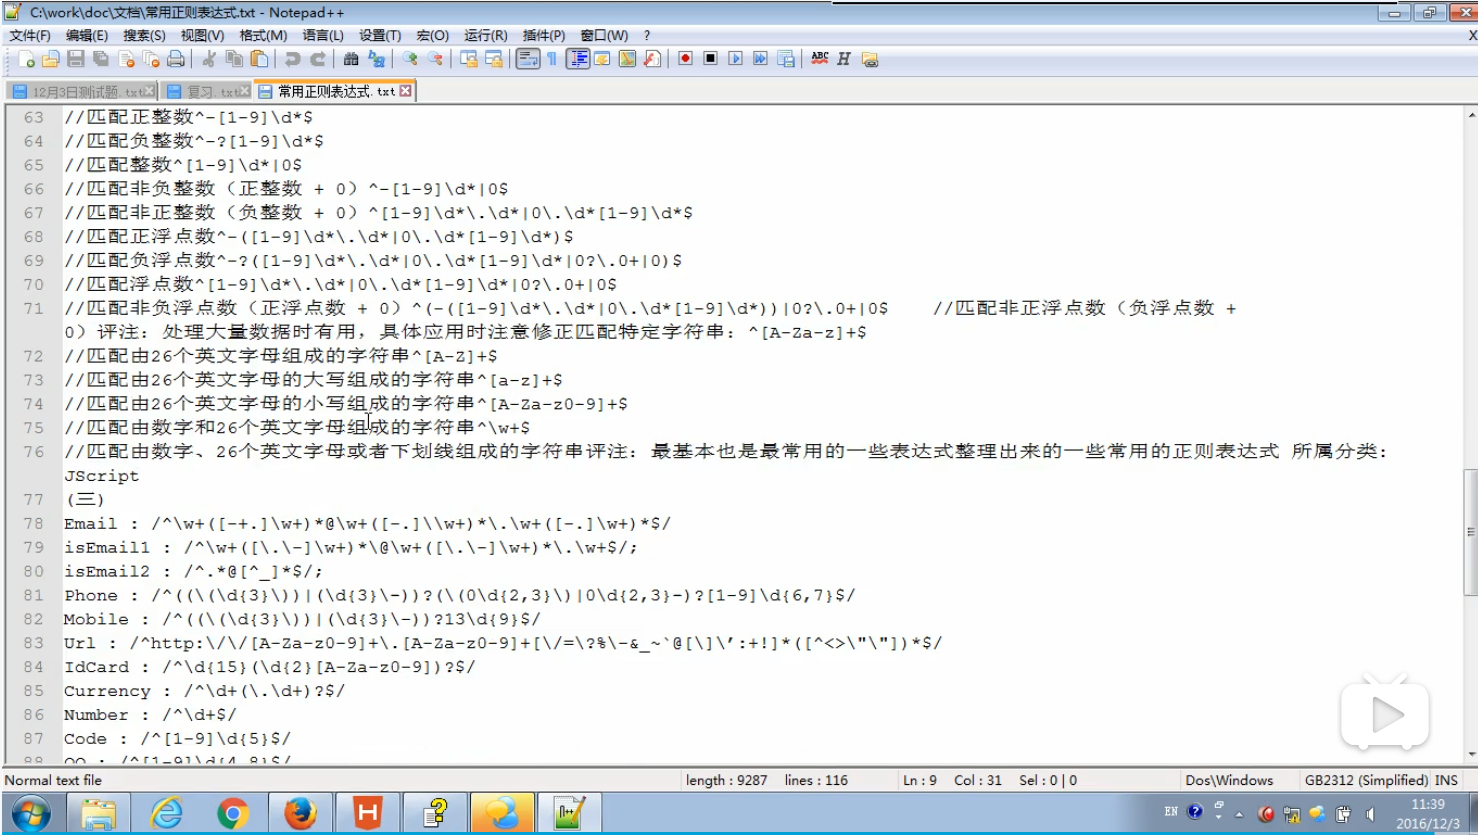 C:\work\doc\文档\常用正则表达式.txt - Notepad++
文件(F) 编辑(E) 搜索(S) 视图(V) 格式(M) 语言(L) 设置(T) 宏(O) 运行(R) 插件(P) 窗口(W) ? X
12月3日测试题.txt 复习.txt 常用正则表达式.txt
63 //匹配正整数^-[1-9]\d*$
64 //匹配负整数^-?[1-9]\d*$
65 //匹配整数^[1-9]\d*|0$
66 //匹配非负整数（正整数 + 0）^-[1-9]\d*|0$
67 //匹配非正整数（负整数 + 0）^[1-9]\d*\.\d*|0\.\d*[1-9]\d*$
68 //匹配正浮点数^-([1-9]\d*\.\d*|0\.\d*[1-9]\d*)$
69 //匹配负浮点数^-?([1-9]\d*\.\d*|0\.\d*[1-9]\d*|0?\.0+|0)$
70 //匹配浮点数^[1-9]\d*\.\d*|0\.\d*[1-9]\d*|0?\.0+|0$
71 //匹配非负浮点数（正浮点数 + 0）^(-([1-9]\d*\.\d*|0\.\d*[1-9]\d*))|0?\.0+|0$ //匹配非正浮点数（负浮点数 +
0）评注：处理大量数据时有用，具体应用时注意修正匹配特定字符串：^[A-Za-z]+$
72 //匹配由26个英文字母组成的字符串^[A-Z]+$
73 //匹配由26个英文字母的大写组成的字符串^[a-z]+$
74 //匹配由26个英文字母的小写组成的字符串^[A-Za-z0-9]+$
75 //匹配由数字和26个英文字母组成的字符串^\w+$
76 //匹配由数字、26个英文字母或者下划线组成的字符串评注：最基本也是最常用的一些表达式整理出来的一些常用的正则表达式 所属分类：
JScript
77 (三)
78 Email : /^\w+([-+.]\w+)*@\w+([-.]\\w+)*\.\w+([-.]\w+)*$/
79 isEmail1 : /^\w+([\.\-]\w+)*\@\w+([\.\-]\w+)*\.\w+$/;
80 isEmail2 : /^.*@[^_]*$/;
81 Phone : /^((\(\d{3}\))|(\d{3}\-))?(\(0\d{2,3}\)|0\d{2,3}-)?[1-9]\d{6,7}$/
82 Mobile : /^((\(\d{3}\))|(\d{3}\-))?13\d{9}$/
83 Url : /^http:\/\/[A-Za-z0-9]+\.[A-Za-z0-9]+[\/=\?%\-&_~`@[\]\’:+!]*([^<>\"\"])*$/
84 IdCard : /^\d{15}(\d{2}[A-Za-z0-9])?$/
85 Currency : /^\d+(\.\d+)?$/
86 Number : /^\d+$/
87 Code : /^[1-9]\d{5}$/
88 QQ : /^[1-9]\d{4,8}$/
Normal text file length : 9287 lines : 116 Ln : 9 Col : 31 Sel : 0 | 0 Dos\Windows GB2312 (Simplified) INS
EN 11:39
2016/12/3